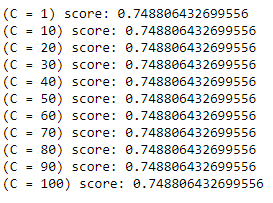 (C = 1) score: 0.748806432699556
(C = 10) score: 0.748806432699556
(C = 20) score: 0.748806432699556
(C = 30) score: 0.748806432699556
(C = 40) score: 0.748806432699556
(C = 50) score: 0.748806432699556
(C = 60) score: 0.748806432699556
(C = 70) score: 0.748806432699556
(C = 80) score: 0.748806432699556
(C = 90) score: 0.748806432699556
(C = 100) score: 0.748806432699556